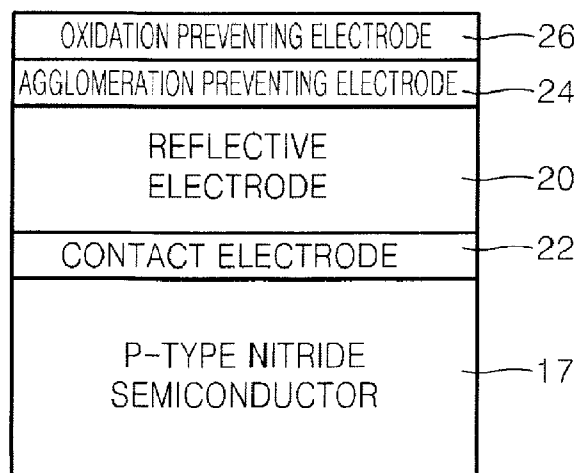 OXIDATION PREVENTING ELECTRODE 26
AGGLOMERATION PREVENTING ELECTRODE 24
REFLECTIVE
ELECTRODE 20
CONTACT ELECTRODE 22
P-TYPE NITRIDE
SEMICONDUCTOR 17